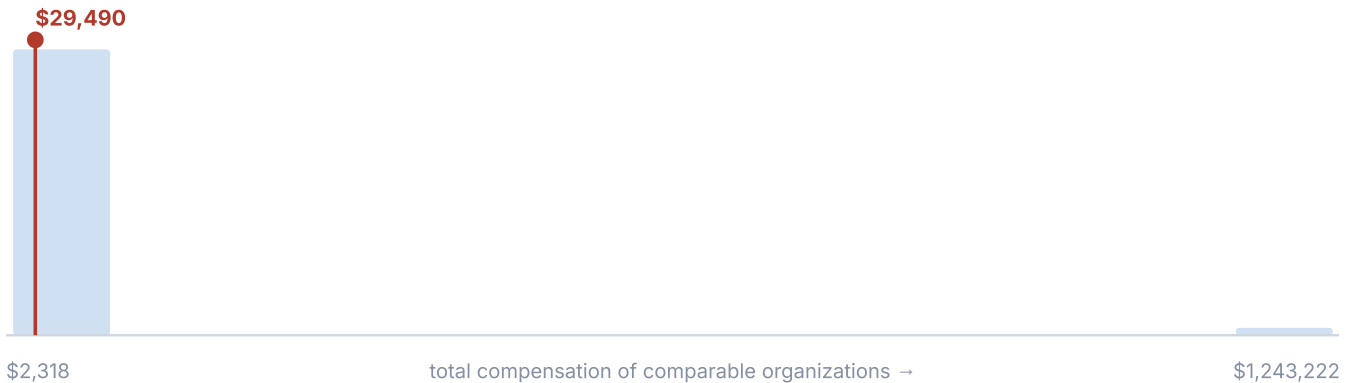 $29,490
$2,318
total compensation of comparable organizations →
$1,243,222